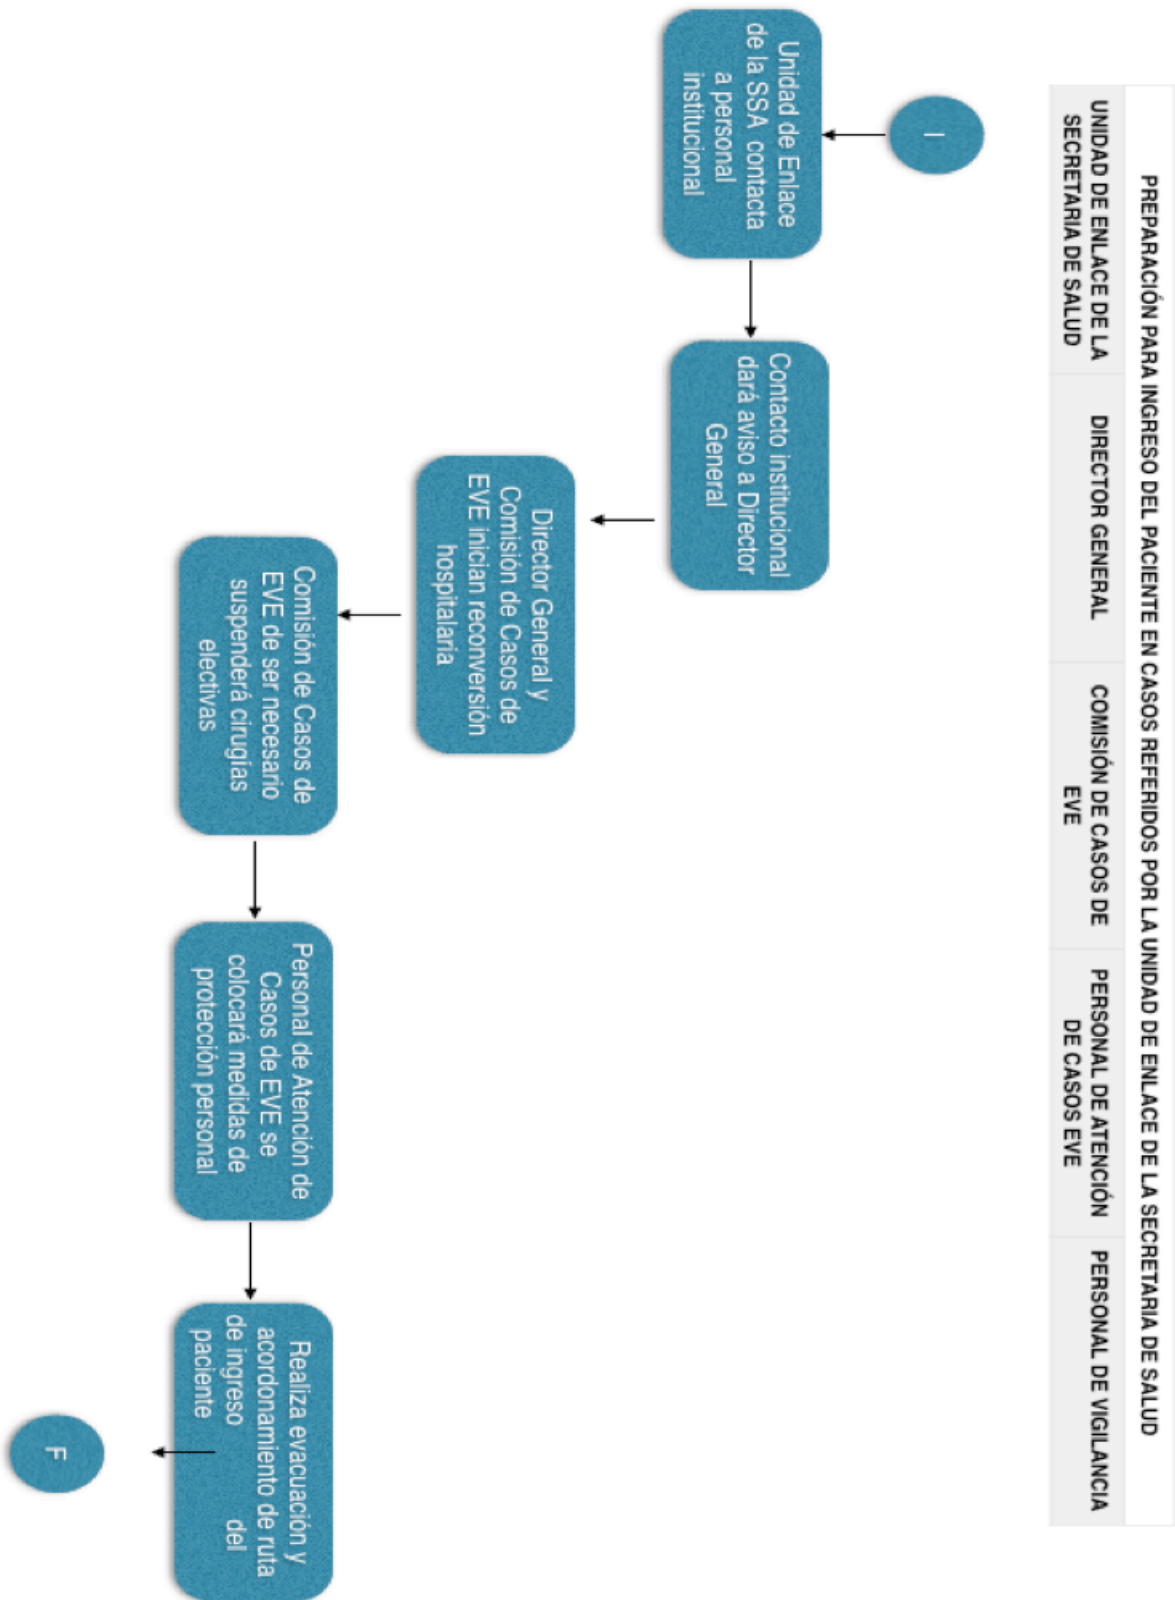 PREPARACIÓN PARA INGRESO DEL PACIENTE EN CASOS REFERIDOS POR LA UNIDAD DE ENLACE DE LA SECRETARIA DE SALUD
UNIDAD DE ENLACE DE LA
SECRETARIA DE SALUD
DIRECTOR GENERAL
COMISIÓN DE CASOS DE
EVE
PERSONAL DE ATENCIÓN
DE CASOS EVE
PERSONAL DE VIGILANCIA
I
Unidad de Enlace
de la SSA contacta
a personal
institucional
Contacto institucional
dará aviso a Director
General
Director General y
Comisión de Casos de
EVE inician reconversión
hospitalaria
Comisión de Casos de
EVE de ser necesario
suspenderá cirugías
electivas
Personal de Atención de
Casos de EVE se
colocará medidas de
protección personal
Realiza evacuación y
acordonamiento de ruta
de ingreso del
paciente
F